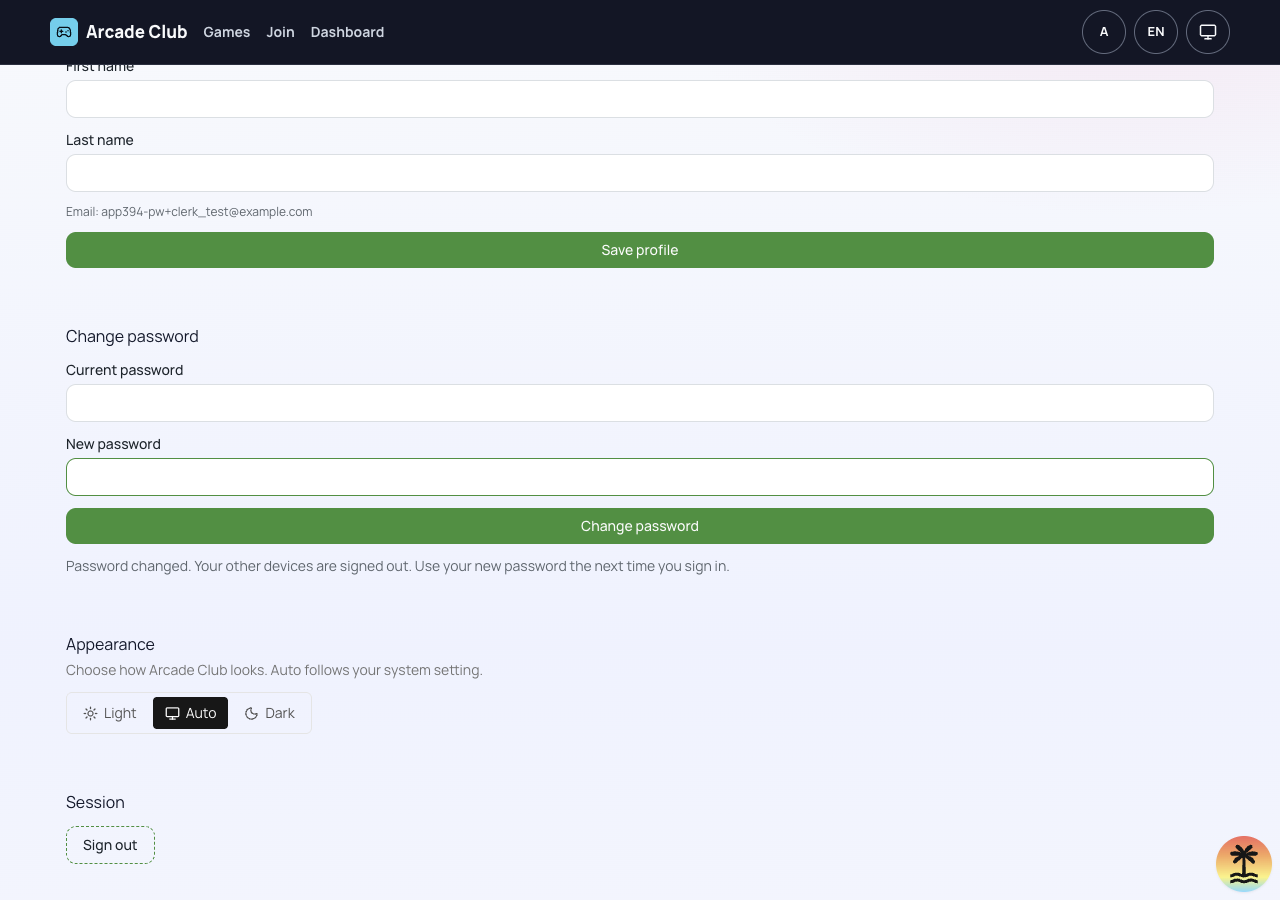 Arcade Club
Games
Join
Dashboard
A
EN
First name
Last name
Email: app394-pw+clerk_test@example.com
Save profile
Change password
Current password
New password
Change password
Password changed. Your other devices are signed out. Use your new password the next time you sign in.
Appearance
Choose how Arcade Club looks. Auto follows your system setting.
Light
Auto
Dark
Session
Sign out